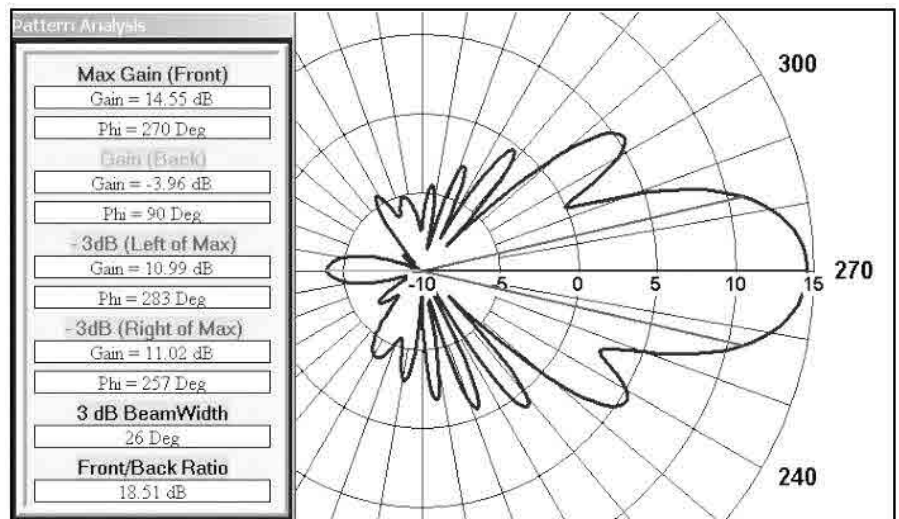 Pattern Analysis
Max Gain (Front)
Gain = 14.55 dB
Phi = 270 Deg
Gain (Back)
Gain = -3.96 dB
Phi = 90 Deg
- 3dB (Left of Max)
Gain = 10.99 dB
Phi = 283 Deg
-3dB (Right of Max)
Gain = 11.02 dB
Phi = 257 Deg
3 dB BeamWidth
26 Deg
Front/Back Ratio
18.51 dB
300
270
-10 5 0 5 10 15
240